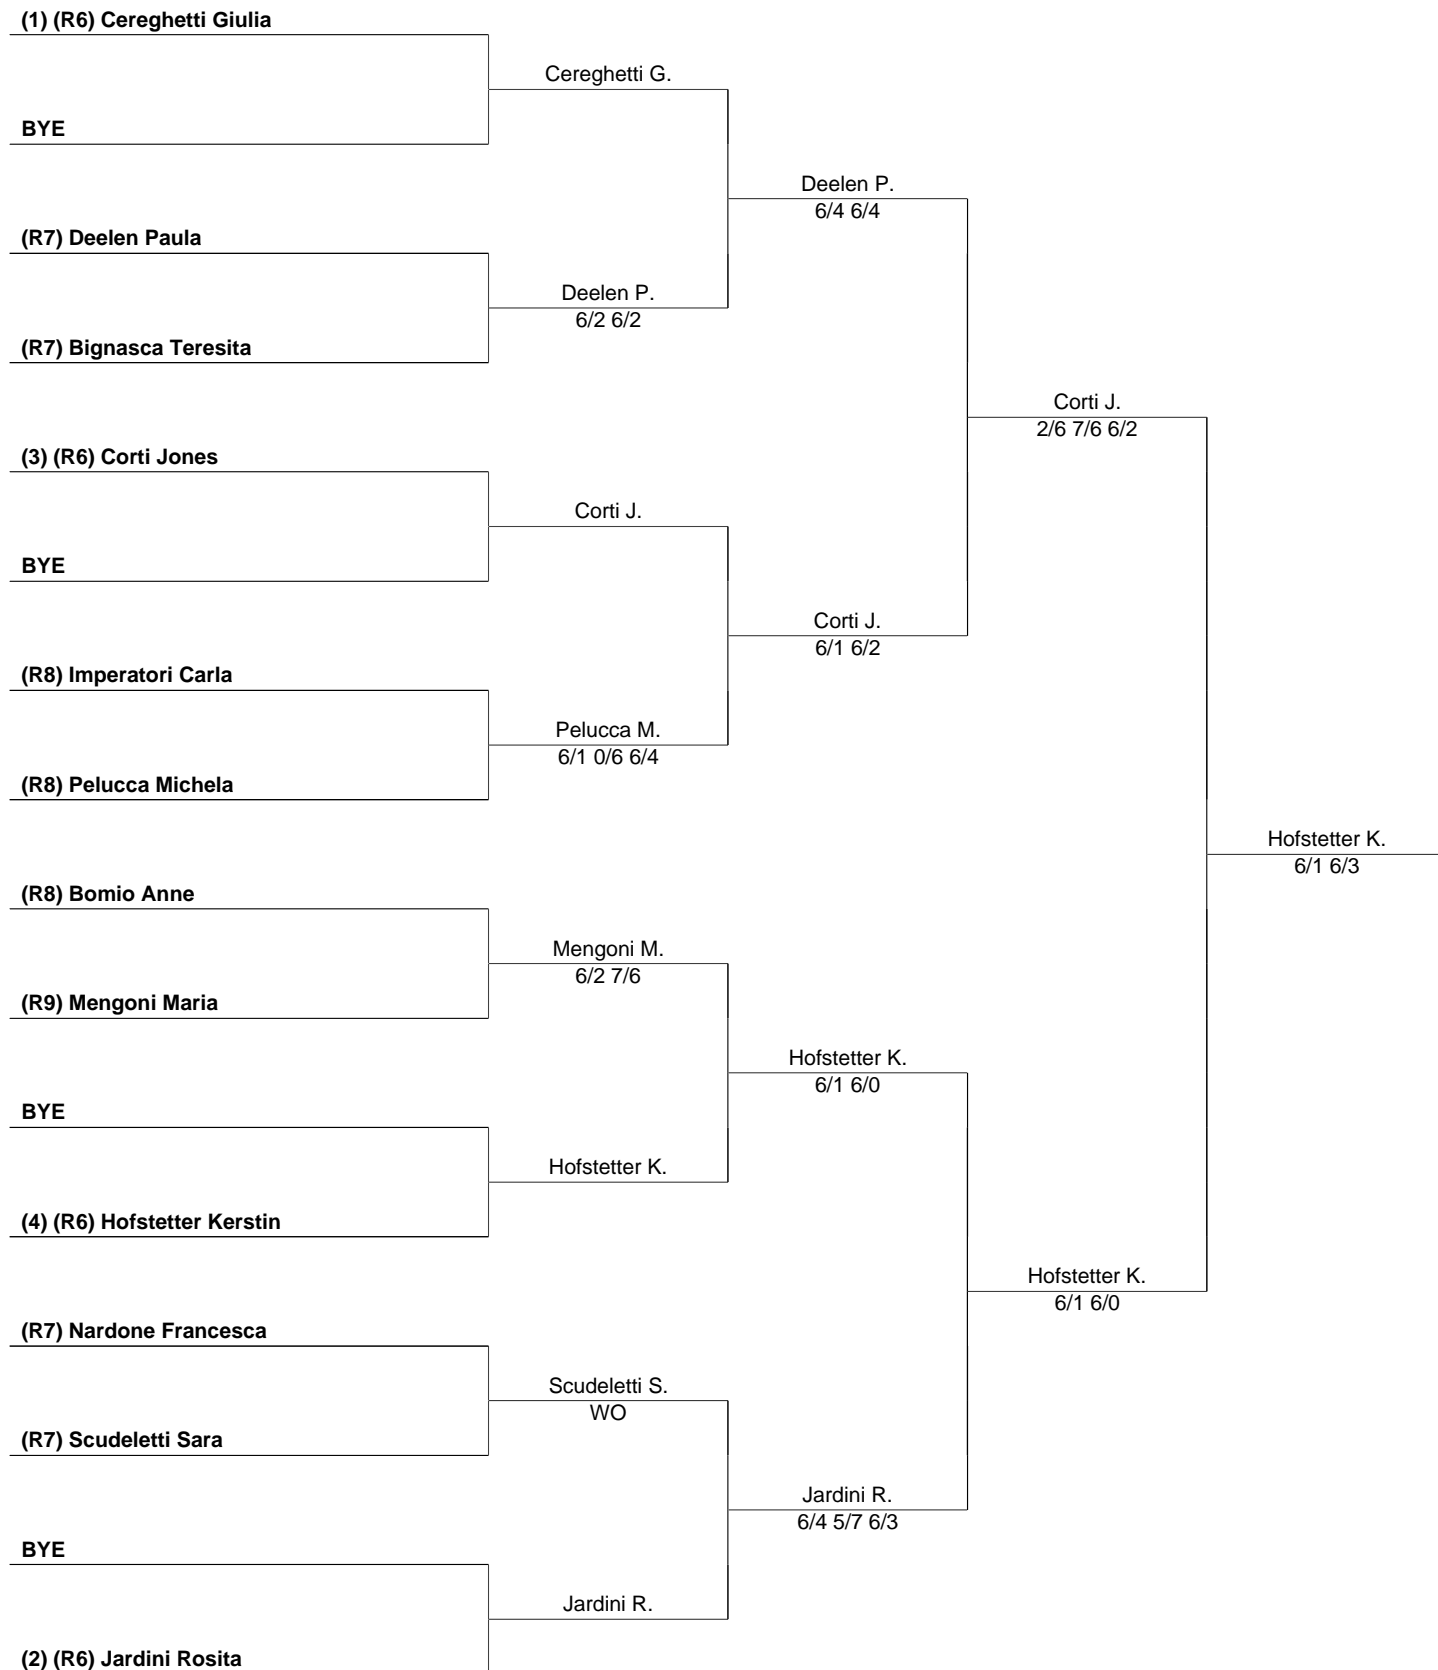 (1) (R6) Cereghetti Giulia
Cereghetti G.
BYE
Deelen P.
6/4 6/4
(R7) Deelen Paula
Deelen P.
6/2 6/2
(R7) Bignasca Teresita
Corti J.
2/6 7/6 6/2
(3) (R6) Corti Jones
Corti J.
BYE
Corti J.
6/1 6/2
(R8) Imperatori Carla
Pelucca M.
6/1 0/6 6/4
(R8) Pelucca Michela
Hofstetter K.
6/1 6/3
(R8) Bomio Anne
Mengoni M.
6/2 7/6
(R9) Mengoni Maria
Hofstetter K.
6/1 6/0
BYE
Hofstetter K.
(4) (R6) Hofstetter Kerstin
Hofstetter K.
6/1 6/0
(R7) Nardone Francesca
Scudeletti S.
WO
(R7) Scudeletti Sara
Jardini R.
6/4 5/7 6/3
BYE
Jardini R.
(2) (R6) Jardini Rosita